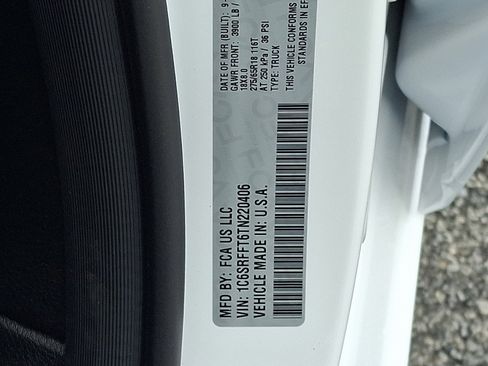 MFD BY: FCA US LLC
VIN: 1C6SRFFT6TN220406
VEHICLE MADE IN: U.S.A.
DATE OF MFR (BUILT): 9-
GAWR FRONT: 3900 LB /
18X8.0
275/65R18 116T
AT 250 kPa / 36 PSI
TYPE: TRUCK
THIS VEHICLE CONFORMS
STANDARDS IN EF